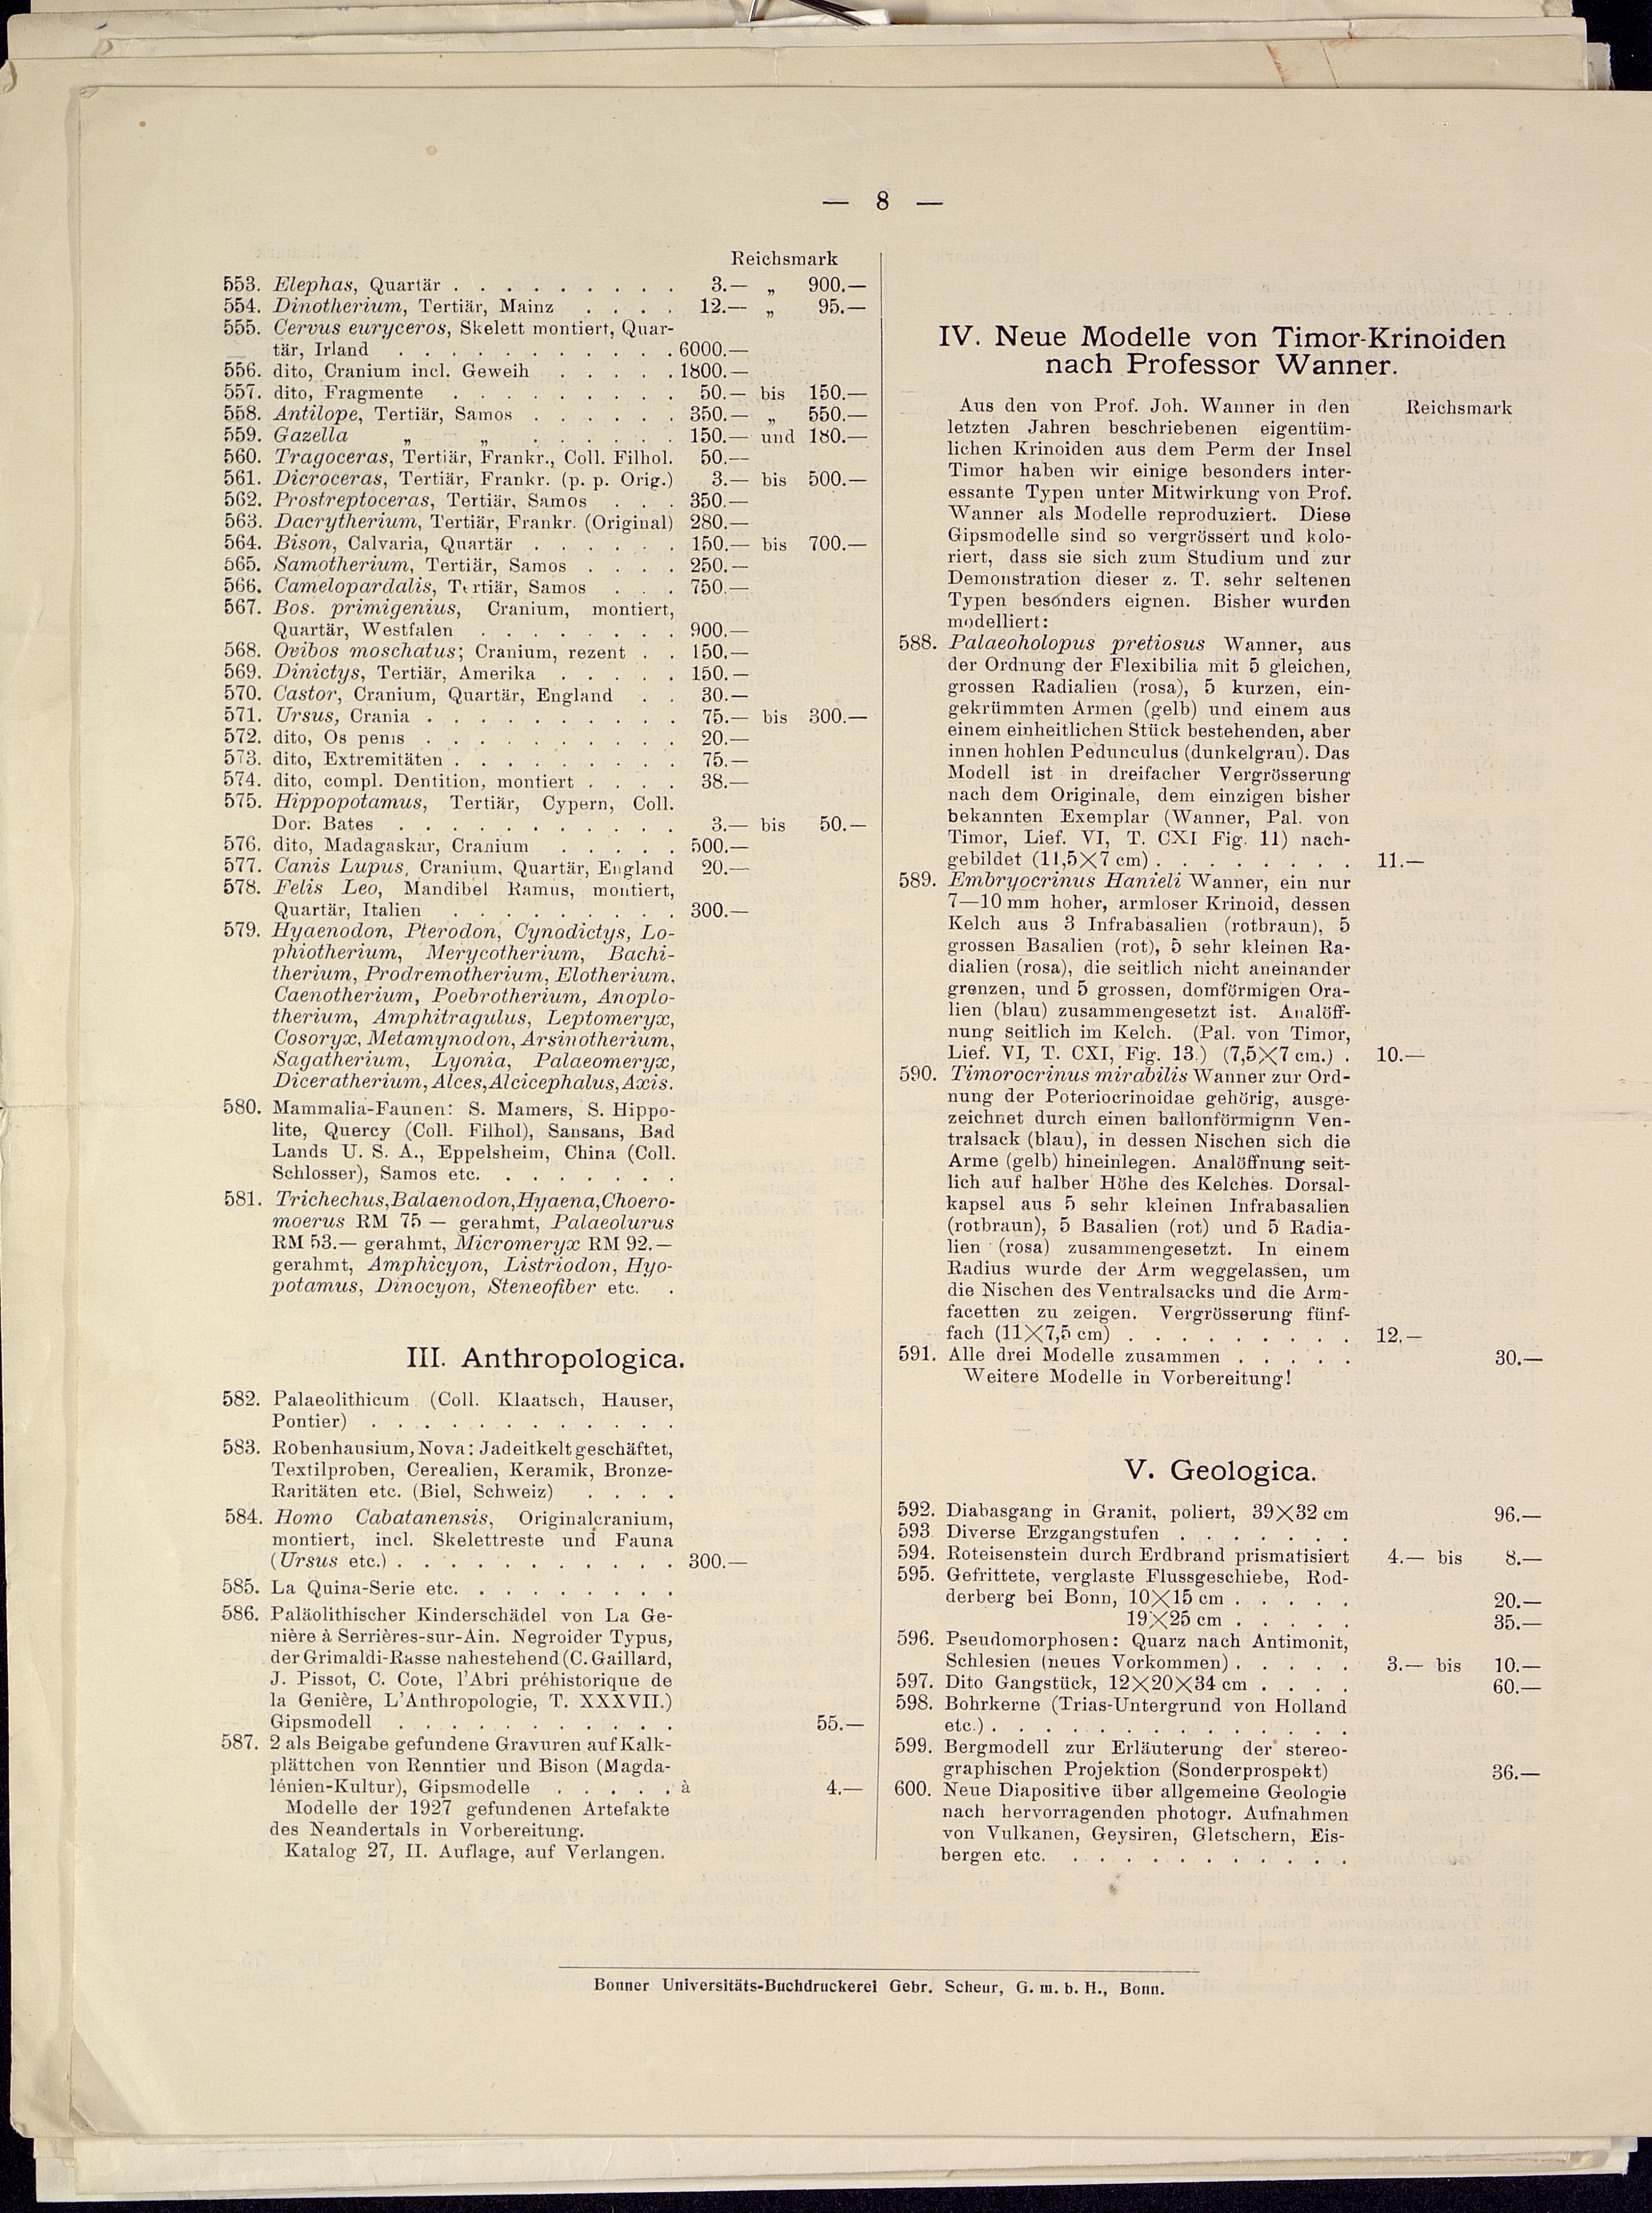 — 8 —
Reichsmark
553. Elephas, Quartär . . . . . . . . . 3.— „ 900.—
554. Dinotherium, Tertiär, Mainz . . . . 12.— „ 95.—
555. Cervus euryceros, Skelett montiert, Quar-
tär, Irland . . . . . . . . . . . 6000.—
556. dito, Cranium incl. Geweih . . . . . 1800.—
557. dito, Fragmente . . . . . . . . . 50.— bis 150.—
558. Antilope, Tertiär, Samos . . . . . . 350.— „ 550.—
559. Gazella „ „ . . . . . . 150.— und 180.—
560. Tragoceras, Tertiär, Frankr., Coll. Filhol. 50.—
561. Dicroceras, Tertiär, Frankr. (p. p. Orig.) 3.— bis 500.—
562. Prostreptoceras, Tertiär, Samos . . . 350.—
563. Dacrytherium, Tertiär, Frankr. (Original) 280.—
564. Bison, Calvaria, Quartär . . . . . . 150.— bis 700.—
565. Samotherium, Tertiär, Samos . . . . 250.—
566. Camelopardalis, Tertiär, Samos . . . 750.—
567. Bos. primigenius, Cranium, montiert,
Quartär, Westfalen . . . . . . . . 900.—
568. Ovibos moschatus; Cranium, rezent . . 150.—
569. Dinictys, Tertiär, Amerika . . . . . 150.—
570. Castor, Cranium, Quartär, England . . 30.—
571. Ursus, Crania . . . . . . . . . . 75.— bis 300.—
572. dito, Os penis . . . . . . . . . . 20.—
573. dito, Extremitäten . . . . . . . . . 75.—
574. dito, compl. Dentition, montiert . . . . 38.—
575. Hippopotamus, Tertiär, Cypern, Coll.
Dor. Bates . . . . . . . . . . . 3.— bis 50.—
576. dito, Madagaskar, Cranium . . . . . 500.—
577. Canis Lupus, Cranium, Quartär, England 20.—
578. Felis Leo, Mandibel Ramus, montiert,
Quartär, Italien . . . . . . . . . 300.—
579. Hyaenodon, Pterodon, Cynodictys, Lo-
phiotherium, Merycotherium, Bachi-
therium, Prodremotherium, Elotherium,
Caenotherium, Poebrotherium, Anoplo-
therium, Amphitragulus, Leptomeryx,
Cosoryx, Metamynodon, Arsinotherium,
Sagatherium, Lyonia, Palaeomeryx,
Diceratherium, Alces, Alcicephalus, Axis.
580. Mammalia-Faunen: S. Mamers, S. Hippo-
lite, Quercy (Coll. Filhol), Sansans, Bad
Lands U. S. A., Eppelsheim, China (Coll.
Schlosser), Samos etc. . . . . . . .
581. Trichechus, Balaenodon, Hyaena, Choero-
moerus RM 75 — gerahmt, Palaeolurus
RM 53.— gerahmt, Micromeryx RM 92.—
gerahmt, Amphicyon, Listriodon, Hyo-
potamus, Dinocyon, Steneofiber etc. .
III. Anthropologica.
582. Palaeolithicum (Coll. Klaatsch, Hauser,
Pontier) . . . . . . . . . . . .
583. Robenhausium, Nova: Jadeitkelt geschäftet,
Textilproben, Cerealien, Keramik, Bronze-
Raritäten etc. (Biel, Schweiz) . . . .
584. Homo Cabatanensis, Originalcranium,
montiert, incl. Skelettreste und Fauna
(Ursus etc.) . . . . . . . . . . . 300.—
585. La Quina-Serie etc. . . . . . . . .
586. Paläolithischer Kinderschädel von La Ge-
nière à Serrières-sur-Ain. Negroider Typus,
der Grimaldi-Rasse nahestehend (C. Gaillard,
J. Pissot, C. Cote, l'Abri préhistorique de
la Genière, L'Anthropologie, T. XXXVII.)
Gipsmodell . . . . . . . . . . . 55.—
587. 2 als Beigabe gefundene Gravuren auf Kalk-
plättchen von Renntier und Bison (Magda-
lénien-Kultur), Gipsmodelle . . . . . à 4.—
Modelle der 1927 gefundenen Artefakte
des Neandertals in Vorbereitung.
Katalog 27, II. Auflage, auf Verlangen.
IV. Neue Modelle von Timor-Krinoiden
nach Professor Wanner.
Reichsmark
Aus den von Prof. Joh. Wanner in den
letzten Jahren beschriebenen eigentüm-
lichen Krinoiden aus dem Perm der Insel
Timor haben wir einige besonders inter-
essante Typen unter Mitwirkung von Prof.
Wanner als Modelle reproduziert. Diese
Gipsmodelle sind so vergrössert und kolo-
riert, dass sie sich zum Studium und zur
Demonstration dieser z. T. sehr seltenen
Typen besonders eignen. Bisher wurden
modelliert:
588. Palaeoholopus pretiosus Wanner, aus
der Ordnung der Flexibilia mit 5 gleichen,
grossen Radialien (rosa), 5 kurzen, ein-
gekrümmten Armen (gelb) und einem aus
einem einheitlichen Stück bestehenden, aber
innen hohlen Pedunculus (dunkelgrau). Das
Modell ist in dreifacher Vergrösserung
nach dem Originale, dem einzigen bisher
bekannten Exemplar (Wanner, Pal. von
Timor, Lief. VI, T. CXI Fig. 11) nach-
gebildet (11,5×7 cm) . . . . . . . . 11.—
589. Embryocrinus Hanieli Wanner, ein nur
7—10 mm hoher, armloser Krinoid, dessen
Kelch aus 3 Infrabasalien (rotbraun), 5
grossen Basalien (rot), 5 sehr kleinen Ra-
dialien (rosa), die seitlich nicht aneinander
grenzen, und 5 grossen, domförmigen Ora-
lien (blau) zusammengesetzt ist. Analöff-
nung seitlich im Kelch. (Pal. von Timor,
Lief. VI, T. CXI, Fig. 13.) (7,5×7 cm.) . 10.—
590. Timorocrinus mirabilis Wanner zur Ord-
nung der Poteriocrinoidae gehörig, ausge-
zeichnet durch einen ballonförmignn Ven-
tralsack (blau), in dessen Nischen sich die
Arme (gelb) hineinlegen. Analöffnung seit-
lich auf halber Höhe des Kelches. Dorsal-
kapsel aus 5 sehr kleinen Infrabasalien
(rotbraun), 5 Basalien (rot) und 5 Radia-
lien (rosa) zusammengesetzt. In einem
Radius wurde der Arm weggelassen, um
die Nischen des Ventralsacks und die Arm-
facetten zu zeigen. Vergrösserung fünf-
fach (11×7,5 cm) . . . . . . . . . 12.—
591. Alle drei Modelle zusammen . . . . . 30.—
Weitere Modelle in Vorbereitung!
V. Geologica.
592. Diabasgang in Granit, poliert, 39×32 cm 96.—
593. Diverse Erzgangstufen . . . . . . .
594. Roteisenstein durch Erdbrand prismatisiert 4.— bis 8.—
595. Gefrittete, verglaste Flussgeschiebe, Rod-
derberg bei Bonn, 10×15 cm . . . . . 20.—
19×25 cm . . . . . 35.—
596. Pseudomorphosen: Quarz nach Antimonit,
Schlesien (neues Vorkommen) . . . . . 3.— bis 10.—
597. Dito Gangstück, 12×20×34 cm . . . . 60.—
598. Bohrkerne (Trias-Untergrund von Holland
etc.) . . . . . . . . . . . . . .
599. Bergmodell zur Erläuterung der stereo-
graphischen Projektion (Sonderprospekt) 36.—
600. Neue Diapositive über allgemeine Geologie
nach hervorragenden photogr. Aufnahmen
von Vulkanen, Geysiren, Gletschern, Eis-
bergen etc. . . . . . . . . . . .
Bonner Universitäts-Buchdruckerei Gebr. Scheur, G. m. b. H., Bonn.